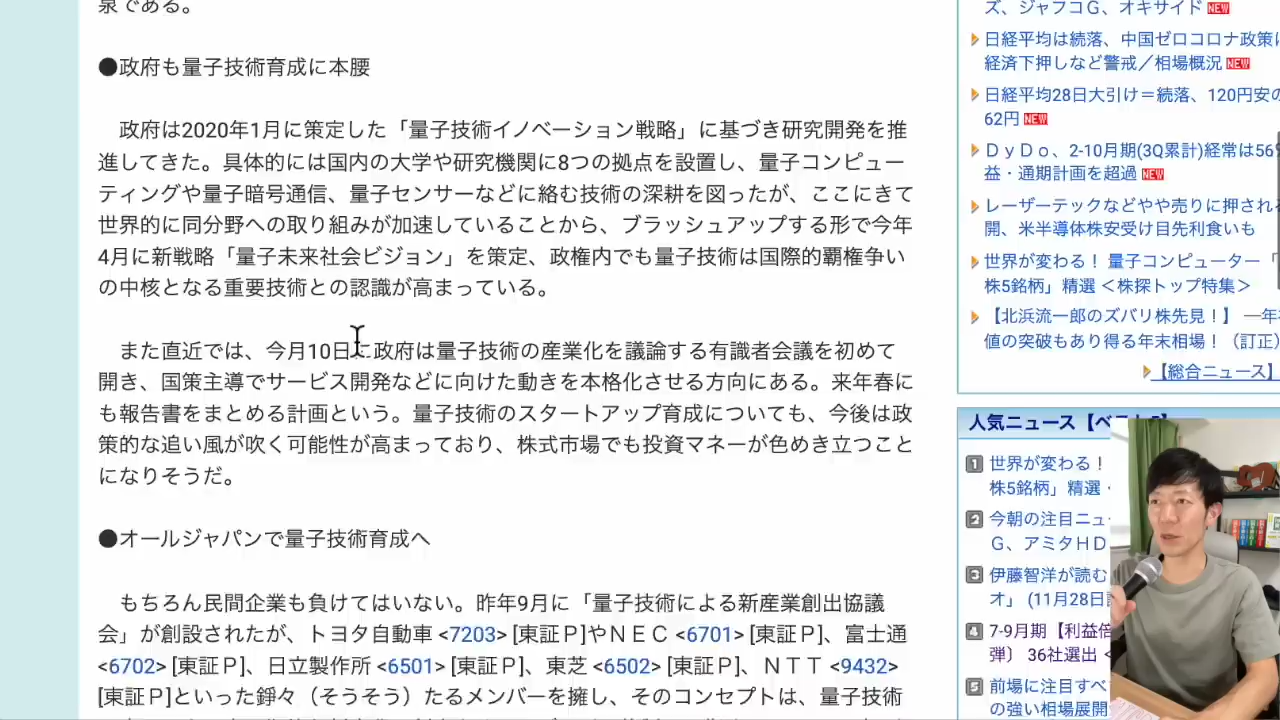 泉である。
●政府も量子技術育成に本腰
政府は2020年1月に策定した「量子技術イノベーション戦略」に基づき研究開発を推
進してきた。具体的には国内の大学や研究機関に8つの拠点を設置し、量子コンピュー
ティングや量子暗号通信、量子センサーなどに絡む技術の深耕を図ったが、ここにきて
世界的に同分野への取り組みが加速していることから、ブラッシュアップする形で今年
4月に新戦略「量子未来社会ビジョン」を策定、政権内でも量子技術は国際的覇権争い
の中核となる重要技術との認識が高まっている。
また直近では、今月10日に政府は量子技術の産業化を議論する有識者会議を初めて
開き、国策主導でサービス開発などに向けた動きを本格化させる方向にある。来年春に
も報告書をまとめる計画という。量子技術のスタートアップ育成についても、今後は政
策的な追い風が吹く可能性が高まっており、株式市場でも投資マネーが色めき立つこと
になりそうだ。
●オールジャパンで量子技術育成へ
もちろん民間企業も負けてはいない。昨年9月に「量子技術による新産業創出協議
会」が創設されたが、トヨタ自動車 <7203> [東証Ｐ]やＮＥＣ <6701> [東証Ｐ]、富士通
<6702> [東証Ｐ]、日立製作所 <6501> [東証Ｐ]、東芝 <6502> [東証Ｐ]、ＮＴＴ <9432>
[東証Ｐ]といった錚々（そうそう）たるメンバーを擁し、そのコンセプトは、量子技術
ズ、ジャフコＧ、オキサイド NEW
日経平均は続落、中国ゼロコロナ政策
経済下押しなど警戒／相場概況 NEW
日経平均28日大引け＝続落、120円安の
62円 NEW
ＤｙＤｏ、2-10月期(3Q累計)経常は56
益・通期計画を超過 NEW
レーザーテックなどやや売りに押され
開、米半導体株安受け目先利食いも
世界が変わる！ 量子コンピューター「
株5銘柄」精選 ＜株探トップ特集＞
【北浜流一郎のズバリ株先見！】 ―年
値の突破もあり得る年末相場！（訂正）
【総合ニュース】
人気ニュース【ベ
1 世界が変わる！
株5銘柄」精選
2 今朝の注目ニュ
Ｇ、アミタＨＤ
3 伊藤智洋が読む
オ」 (11月28日
4 7-9月期【利益倍
弾〕 36社選出 <
5 前場に注目すべ
の強い相場展開